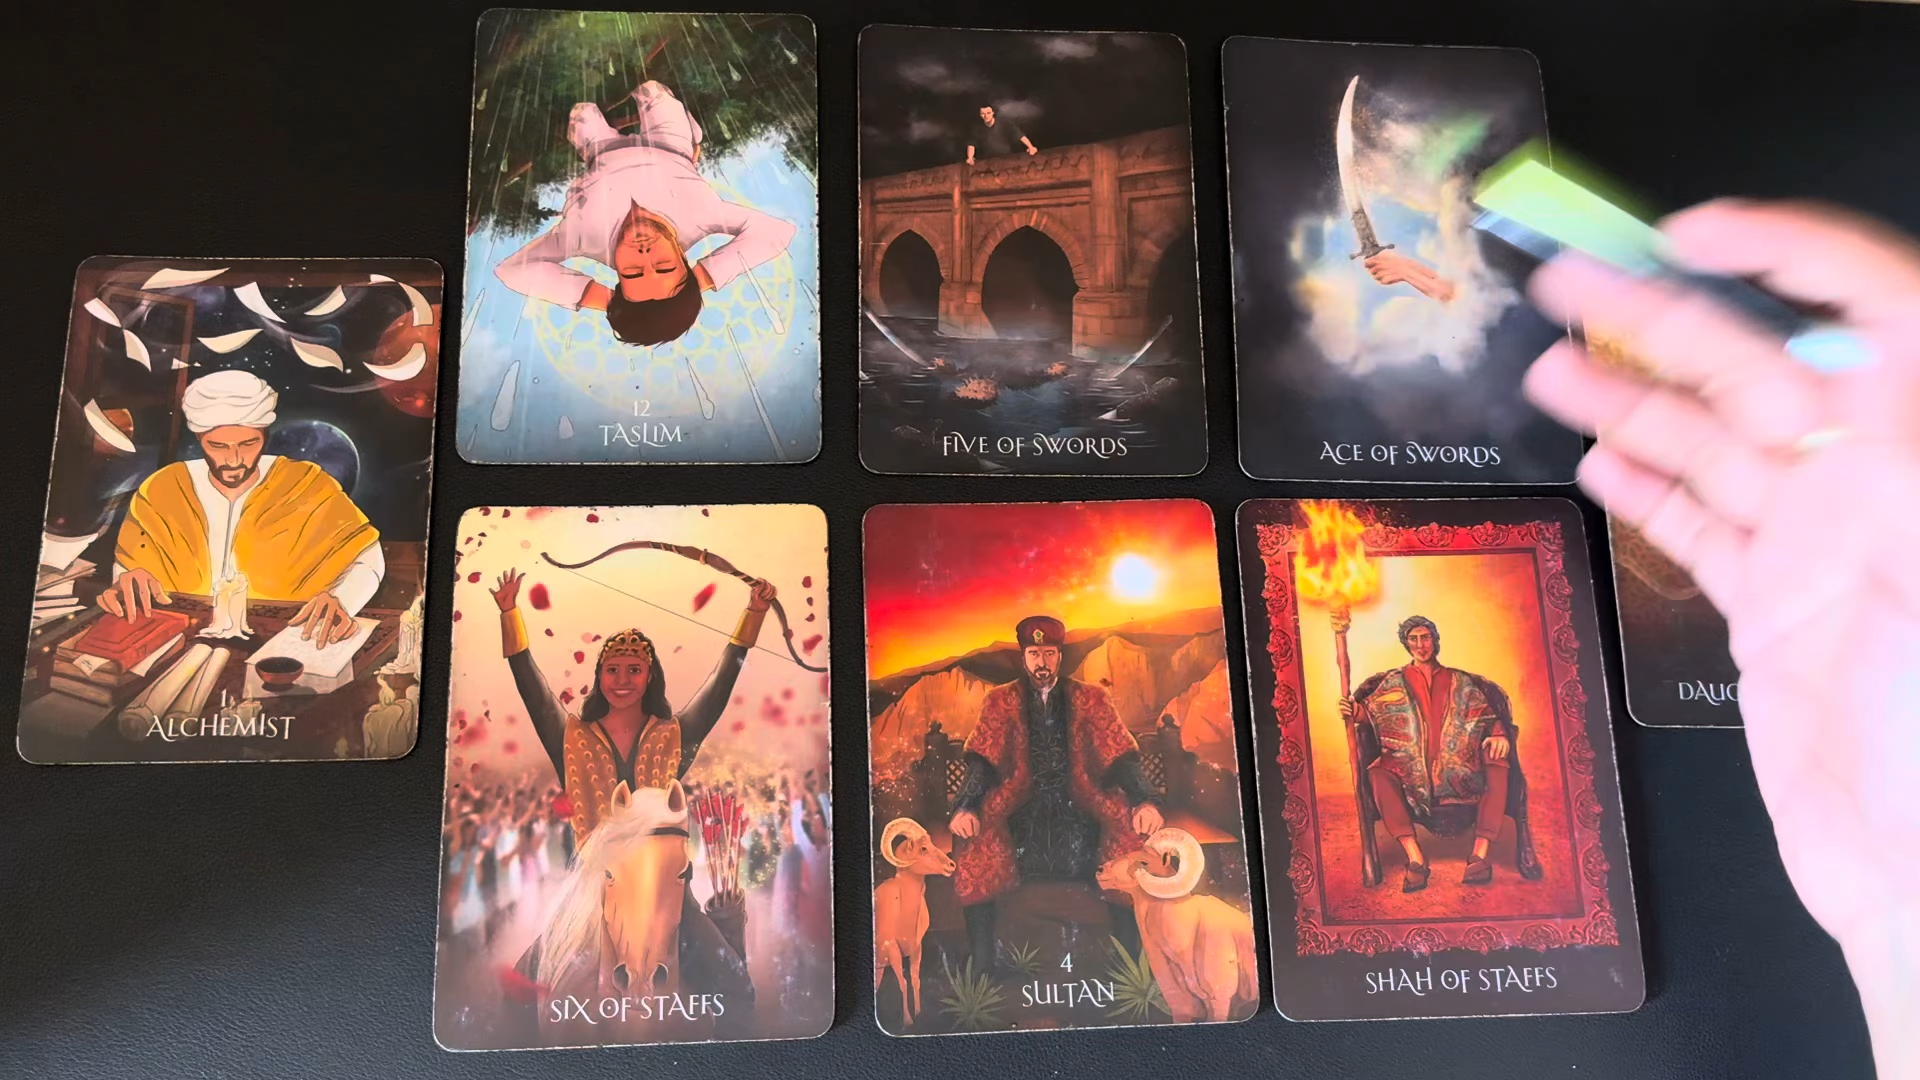 1
ALCHEMIST
12
TASLIM
FIVE OF SWORDS
ACE OF SWORDS
SIX OF STAFFS
4
SULTAN
SHAH OF STAFFS